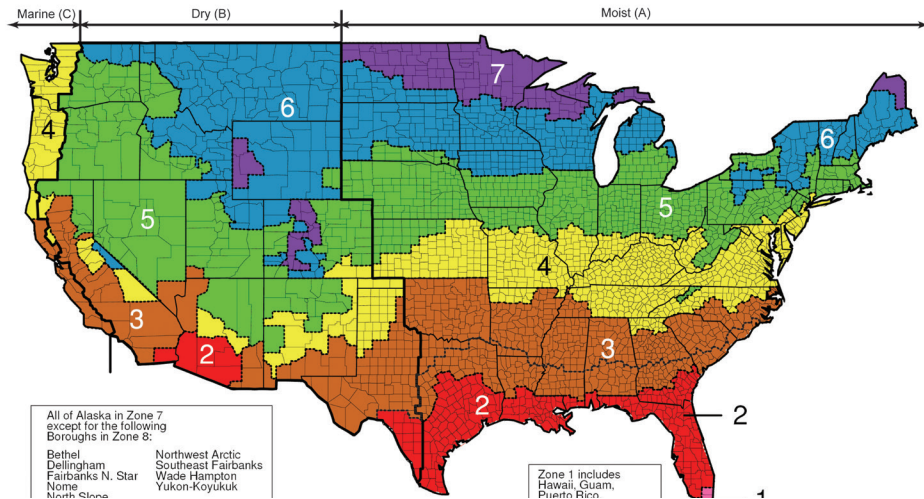 Marine (C)
Dry (B)
Moist (A)
7
6
6
4
5
5
4
3
3
2
2
2
1
All of Alaska in Zone 7
except for the following
Boroughs in Zone 8:
Bethel
Dellingham
Fairbanks N. Star
Nome
North Slope
Northwest Arctic
Southeast Fairbanks
Wade Hampton
Yukon-Koyukuk
Zone 1 includes
Hawaii, Guam,
Puerto Rico